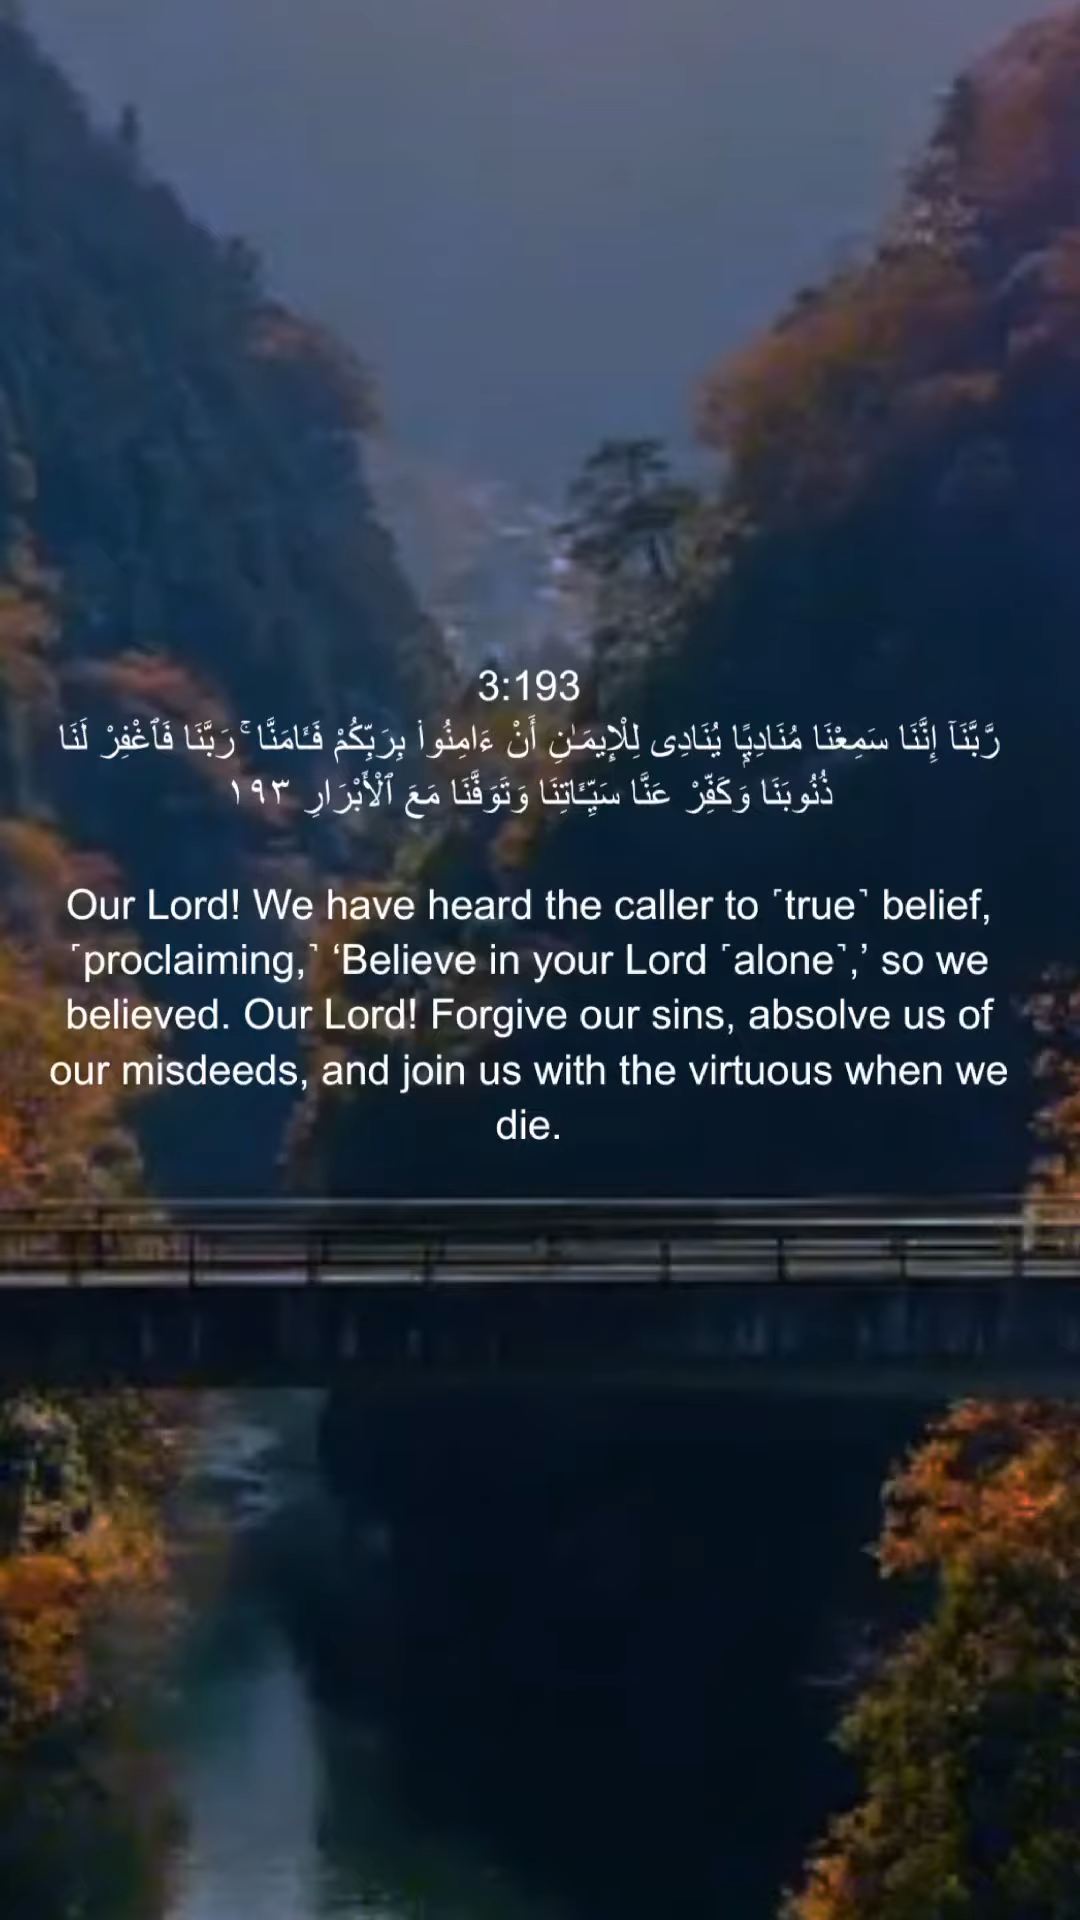 3:193
رَّبَّنَآ إِنَّنَا سَمِعْنَا مُنَادِيًۭا يُنَادِى لِلْإِيمَـٰنِ أَنْ ءَامِنُوا۟ بِرَبِّكُمْ فَـَٔامَنَّا ۚ رَبَّنَا فَٱغْفِرْ لَنَا
ذُنُوبَنَا وَكَفِّرْ عَنَّا سَيِّـَٔاتِنَا وَتَوَفَّنَا مَعَ ٱلْأَبْرَارِ ١٩٣
Our Lord! We have heard the caller to ˹true˺ belief,
˹proclaiming,˺ ‘Believe in your Lord ˹alone˺,’ so we
believed. Our Lord! Forgive our sins, absolve us of
our misdeeds, and join us with the virtuous when we
die.